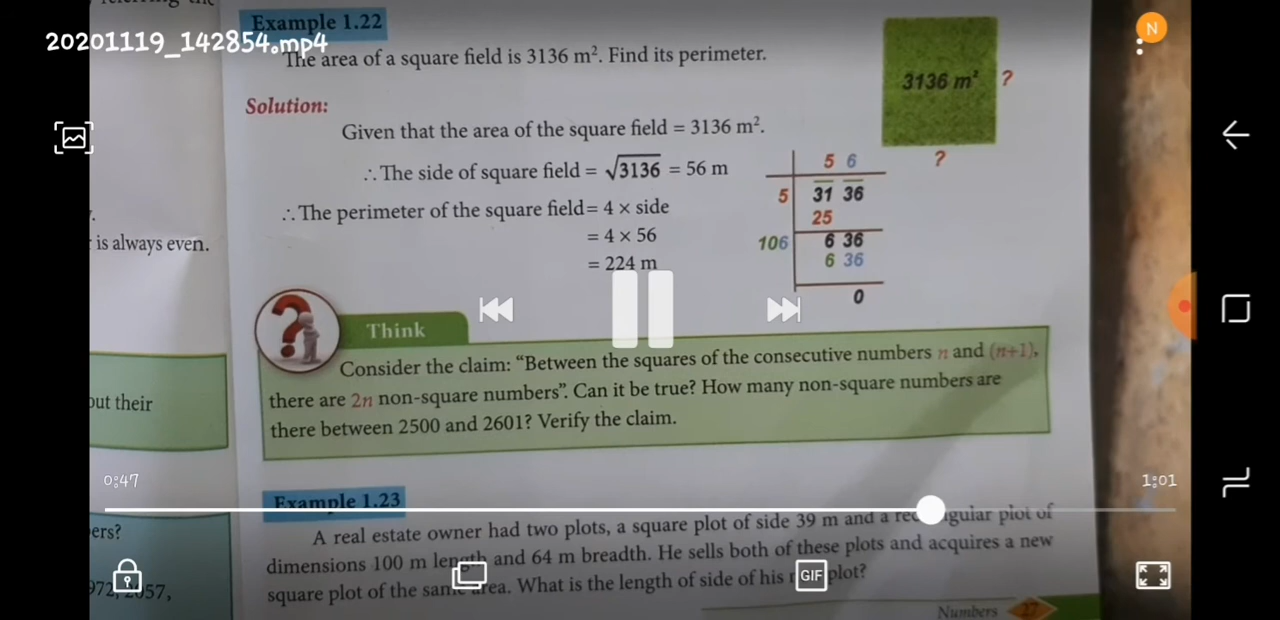 Example 1.22
20201119_142854.mp4
N
The area of a square field is 3136 m². Find its perimeter.
3136 m²
?
?
Solution:
Given that the area of the square field = 3136 m².
∴ The side of square field = √3136 = 56 m
∴ The perimeter of the square field = 4 × side
= 4 × 56
= 224 m
5 6
5 31 36
25
106 6 36
6 36
0
is always even.
?
Think
Consider the claim: “Between the squares of the consecutive numbers n and (n+1),
there are 2n non-square numbers”. Can it be true? How many non-square numbers are
there between 2500 and 2601? Verify the claim.
out their
0:47
1:01
Example 1.23
ers?
A real estate owner had two plots, a square plot of side 39 m and a plot of
dimensions 100 m length and 64 m breadth. He sells both of these plots and acquires a new
square plot of the same area. What is the length of side of his plot?
GIF
Numbers 27